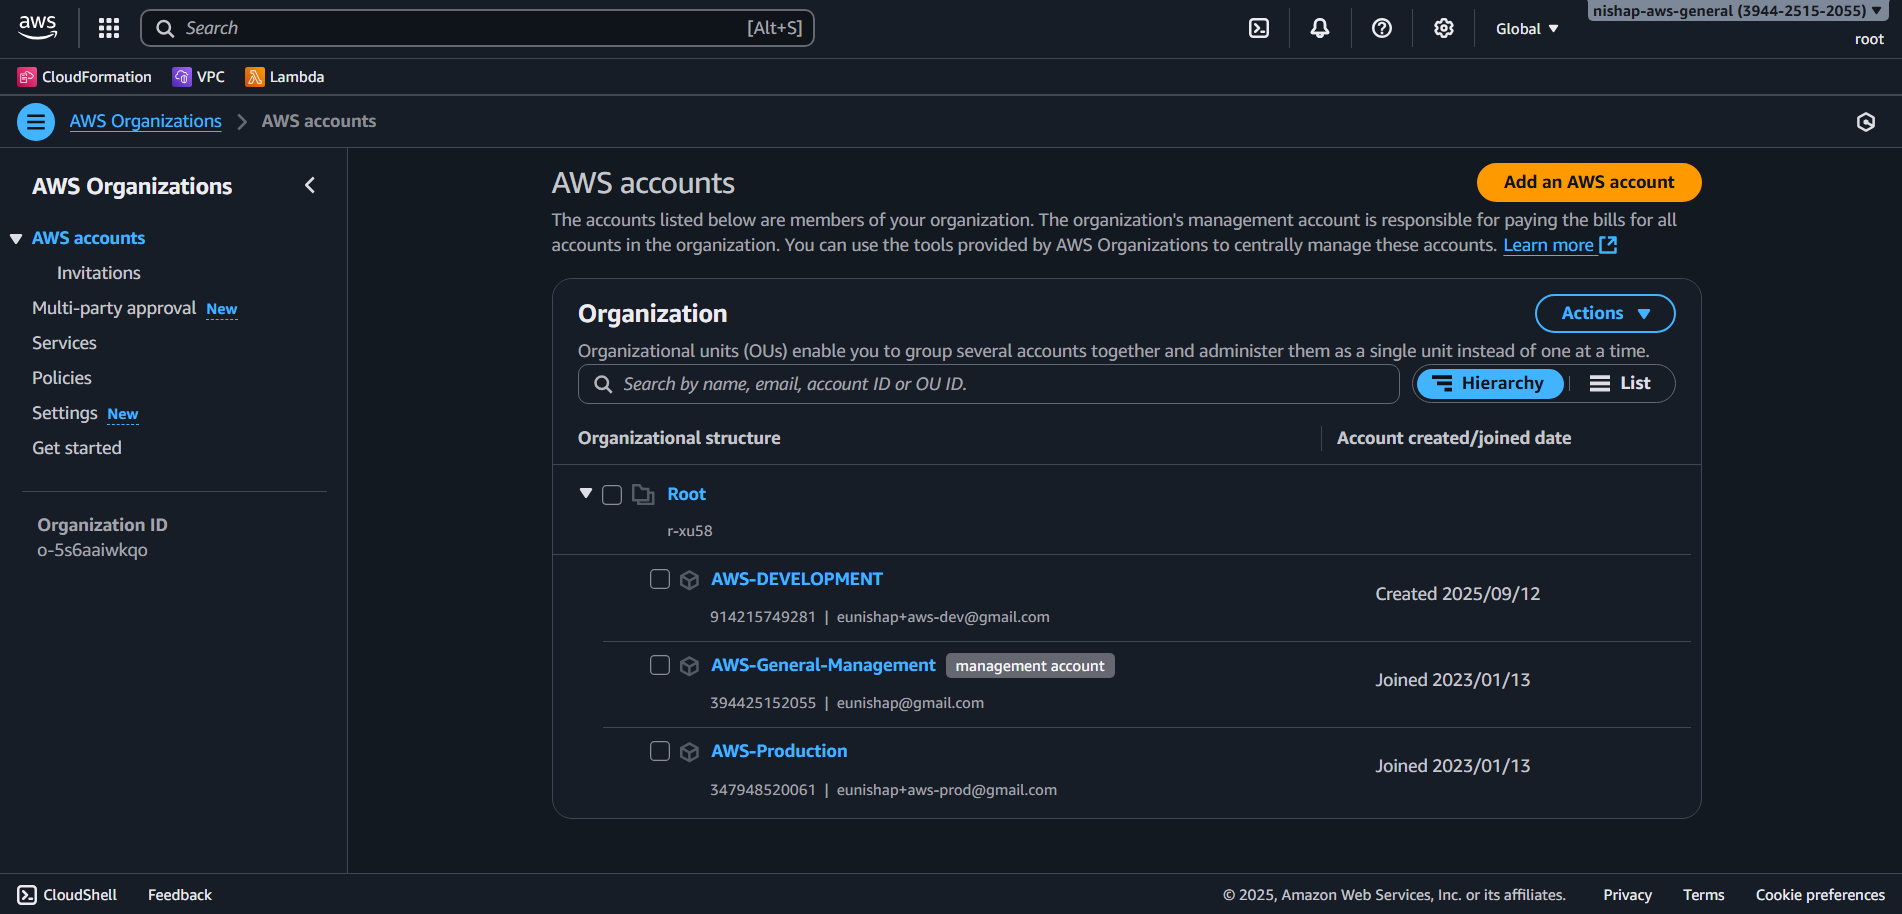 aws
Search [Alt+S]
Global
nishap-aws-general (3944-2515-2055)
root
CloudFormation VPC Lambda
AWS Organizations > AWS accounts
AWS Organizations
AWS accounts
Invitations
Multi-party approval New
Services
Policies
Settings New
Get started
Organization ID
o-5s6aaiwkqo
AWS accounts
Add an AWS account
The accounts listed below are members of your organization. The organization's management account is responsible for paying the bills for all
accounts in the organization. You can use the tools provided by AWS Organizations to centrally manage these accounts. Learn more
Organization
Actions
Organizational units (OUs) enable you to group several accounts together and administer them as a single unit instead of one at a time.
Search by name, email, account ID or OU ID.
Hierarchy | List
Organizational structure
Account created/joined date
Root
r-xu58
AWS-DEVELOPMENT
914215749281 | eunishap+aws-dev@gmail.com
Created 2025/09/12
AWS-General-Management management account
394425152055 | eunishap@gmail.com
Joined 2023/01/13
AWS-Production
347948520061 | eunishap+aws-prod@gmail.com
Joined 2023/01/13
CloudShell Feedback
© 2025, Amazon Web Services, Inc. or its affiliates. Privacy Terms Cookie preferences